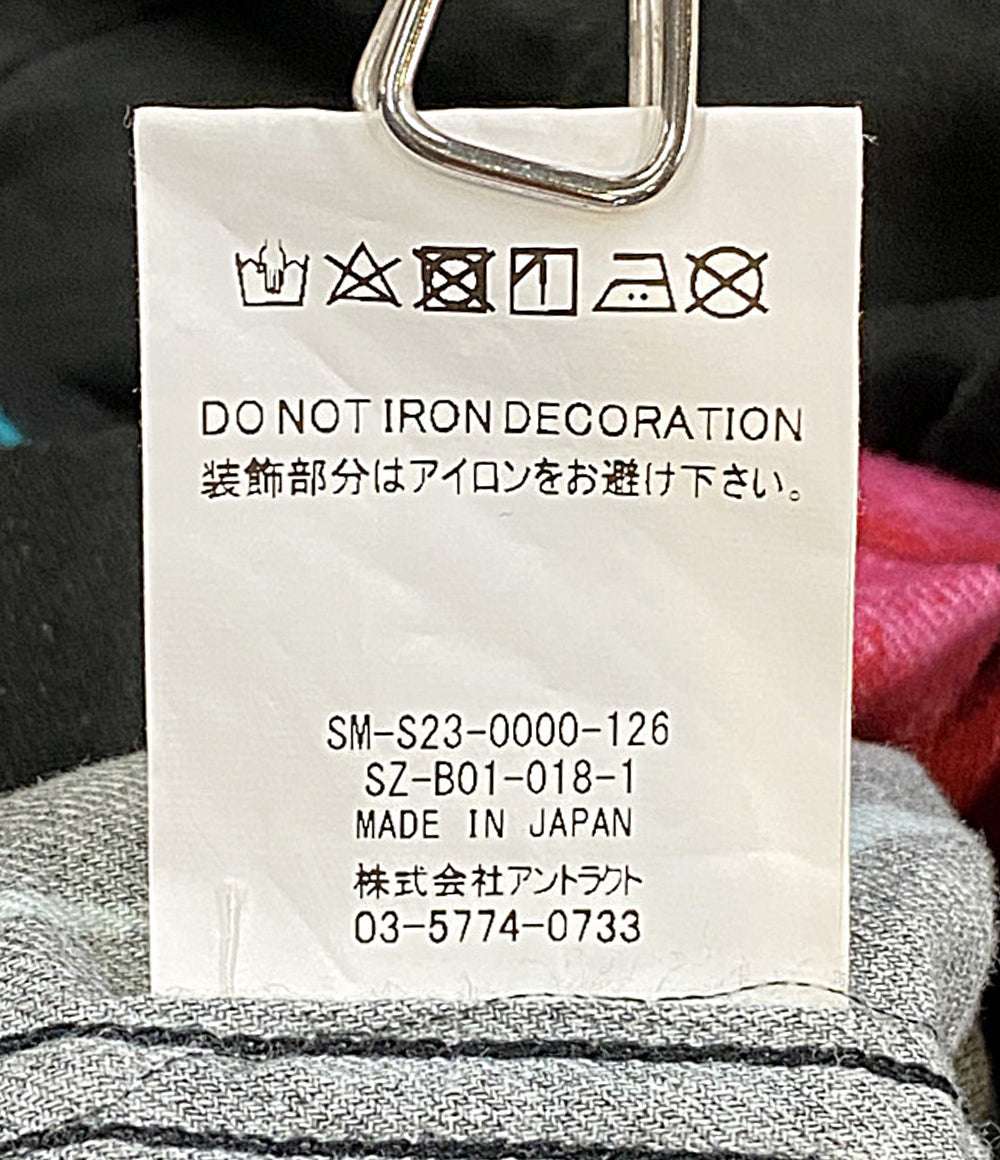 DO NOT IRON DECORATION
装飾部分はアイロンをお避け下さい。
SM-S23-0000-126
SZ-B01-018-1
MADE IN JAPAN
株式会社アントラクト
03-5774-0733